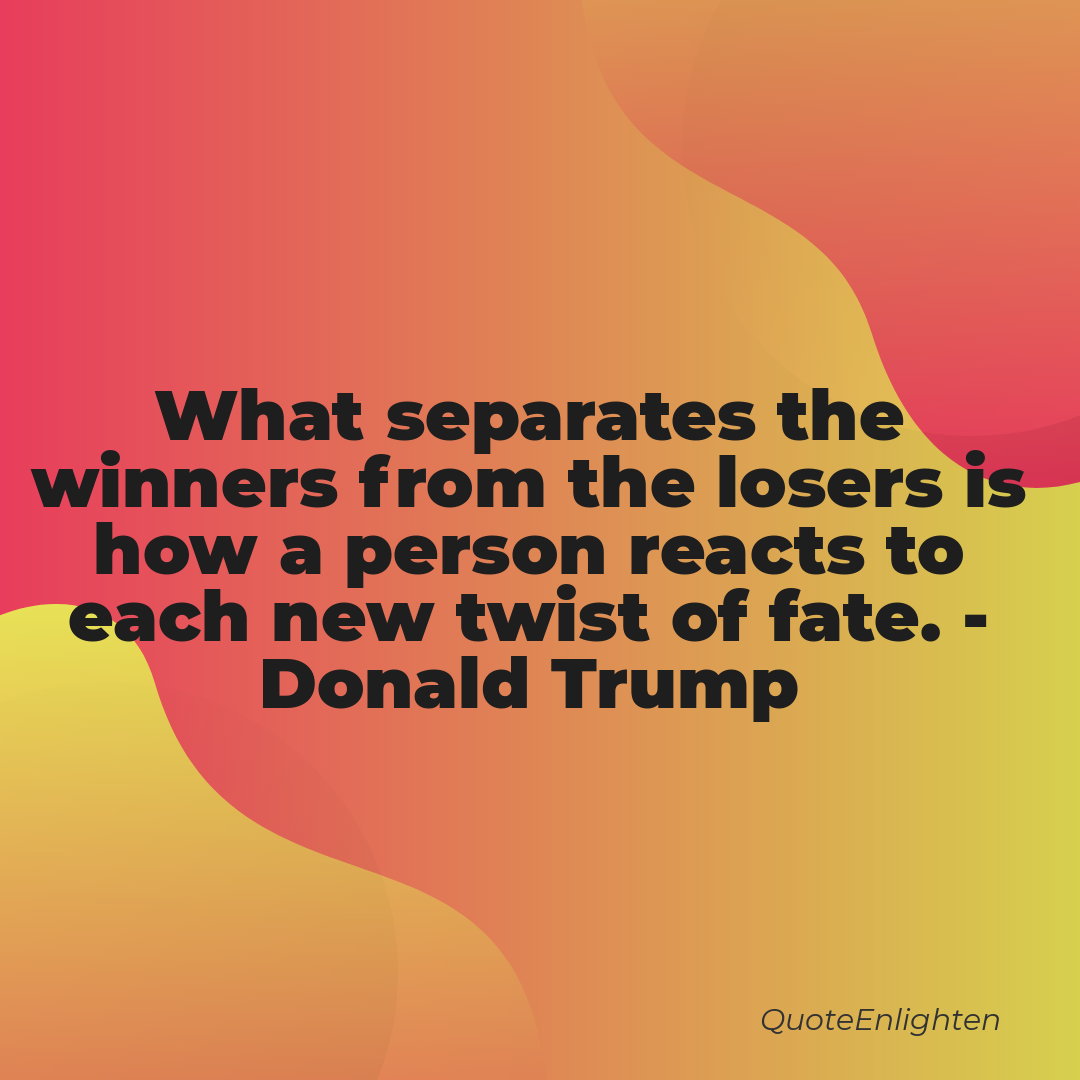 What separates the
winners from the losers is
how a person reacts to
each new twist of fate. -
Donald Trump
QuoteEnlighten